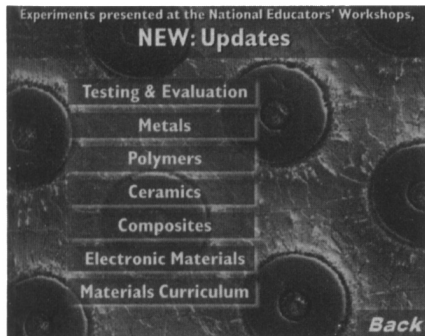 Experiments presented at the National Educators' Workshops,
NEW: Updates
Testing & Evaluation
Metals
Polymers
Ceramics
Composites
Electronic Materials
Materials Curriculum
Back